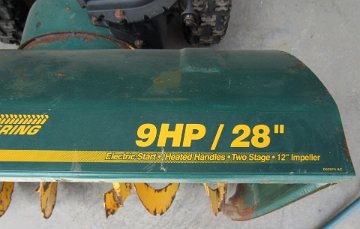 RING
9HP / 28"
Electric Start • Heated Handles • Two Stage • 12" Impeller